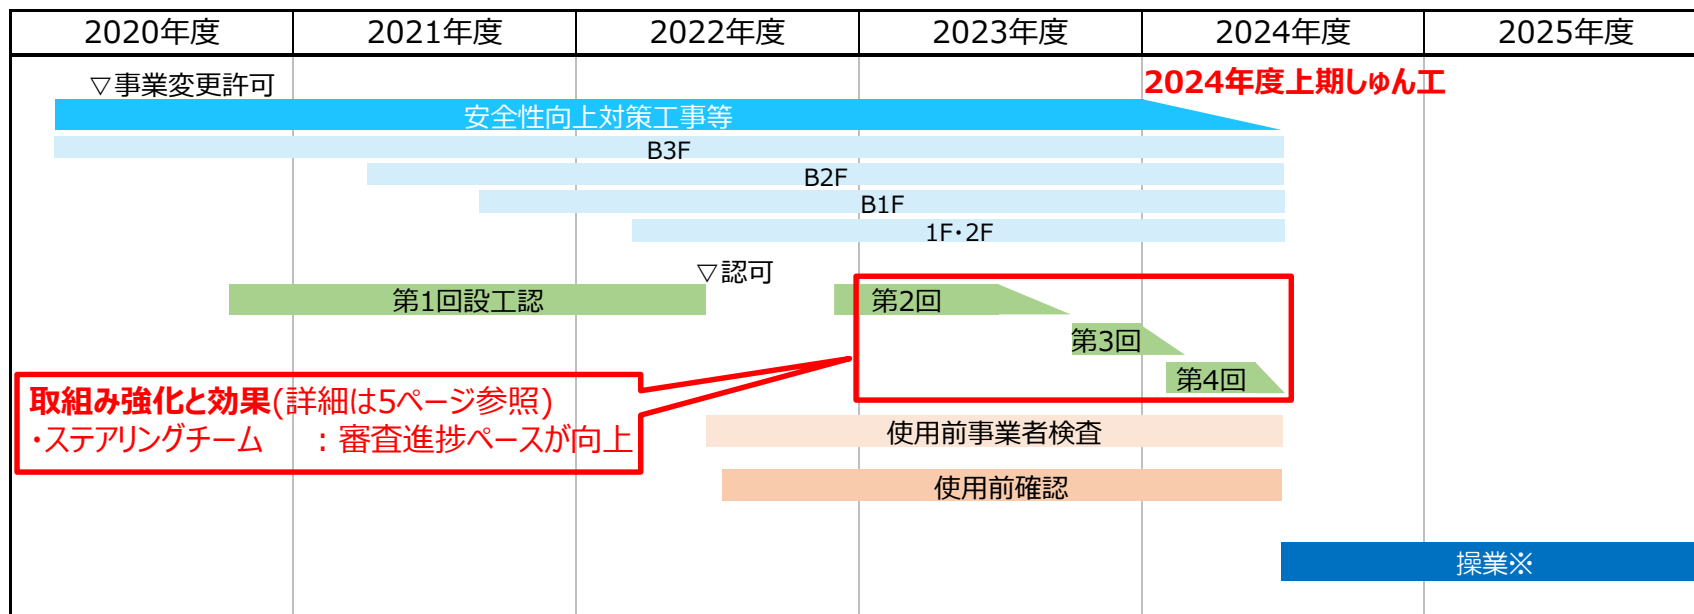 2020年度 2021年度 2022年度 2023年度 2024年度 2025年度
▽事業変更許可
2024年度上期しゅん工
安全性向上対策工事等
B3F
B2F
B1F
1F・2F
▽認可
第1回設工認
第2回
第3回
第4回
取組み強化と効果(詳細は5ページ参照)
・ステアリングチーム ：審査進捗ペースが向上
使用前事業者検査
使用前確認
操業※